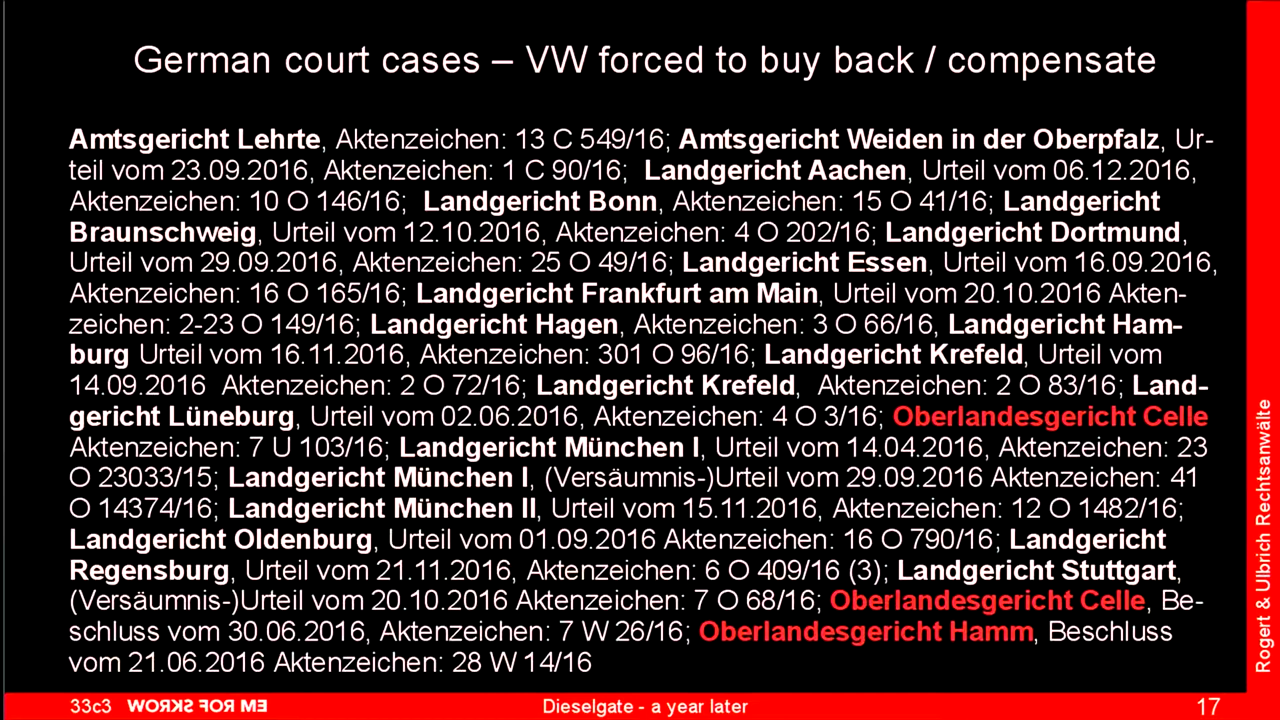 German court cases – VW forced to buy back / compensate
Amtsgericht Lehrte, Aktenzeichen: 13 C 549/16; Amtsgericht Weiden in der Oberpfalz, Ur-
teil vom 23.09.2016, Aktenzeichen: 1 C 90/16; Landgericht Aachen, Urteil vom 06.12.2016,
Aktenzeichen: 10 O 146/16; Landgericht Bonn, Aktenzeichen: 15 O 41/16; Landgericht
Braunschweig, Urteil vom 12.10.2016, Aktenzeichen: 4 O 202/16; Landgericht Dortmund,
Urteil vom 29.09.2016, Aktenzeichen: 25 O 49/16; Landgericht Essen, Urteil vom 16.09.2016,
Aktenzeichen: 16 O 165/16; Landgericht Frankfurt am Main, Urteil vom 20.10.2016 Akten-
zeichen: 2-23 O 149/16; Landgericht Hagen, Aktenzeichen: 3 O 66/16, Landgericht Ham-
burg Urteil vom 16.11.2016, Aktenzeichen: 301 O 96/16; Landgericht Krefeld, Urteil vom
14.09.2016 Aktenzeichen: 2 O 72/16; Landgericht Krefeld, Aktenzeichen: 2 O 83/16; Land-
gericht Lüneburg, Urteil vom 02.06.2016, Aktenzeichen: 4 O 3/16; Oberlandesgericht Celle
Aktenzeichen: 7 U 103/16; Landgericht München I, Urteil vom 14.04.2016, Aktenzeichen: 23
O 23033/15; Landgericht München I, (Versäumnis-)Urteil vom 29.09.2016 Aktenzeichen: 41
O 14374/16; Landgericht München II, Urteil vom 15.11.2016, Aktenzeichen: 12 O 1482/16;
Landgericht Oldenburg, Urteil vom 01.09.2016 Aktenzeichen: 16 O 790/16; Landgericht
Regensburg, Urteil vom 21.11.2016, Aktenzeichen: 6 O 409/16 (3); Landgericht Stuttgart,
(Versäumnis-)Urteil vom 20.10.2016 Aktenzeichen: 7 O 68/16; Oberlandesgericht Celle, Be-
schluss vom 30.06.2016, Aktenzeichen: 7 W 26/16; Oberlandesgericht Hamm, Beschluss
vom 21.06.2016 Aktenzeichen: 28 W 14/16
Rogert & Ulbrich Rechtsanwälte
33c3 WORKS FOR ME Dieselgate - a year later 17